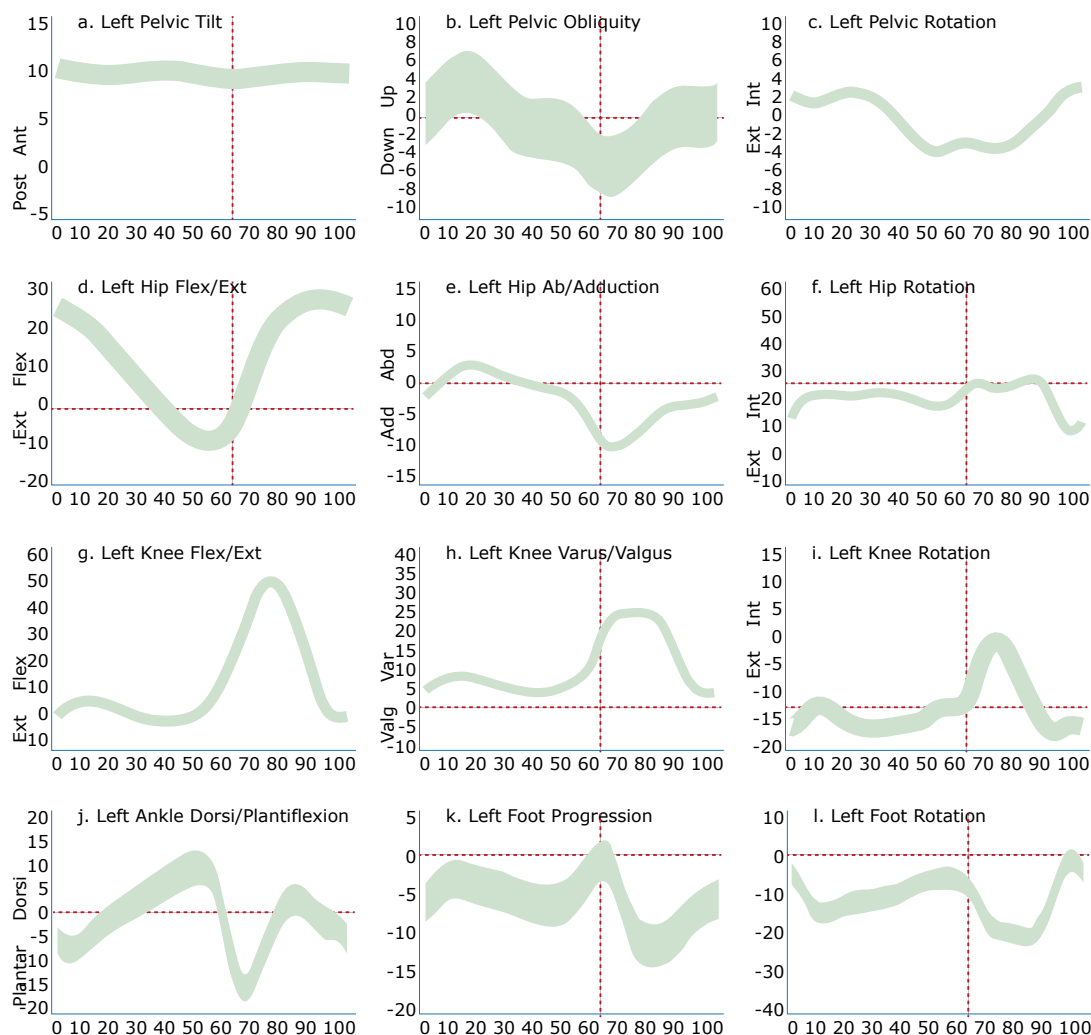 a. Left Pelvic Tilt
15
10
5
0
-5
Post Ant
0 10 20 30 40 50 60 70 80 90 100
b. Left Pelvic Obliquity
10
8
6
4
2
0
-2
-4
-6
-8
-10
Down Up
0 10 20 30 40 50 60 70 80 90 100
c. Left Pelvic Rotation
10
8
6
4
2
0
-2
-4
-6
-8
-10
Ext Int
0 10 20 30 40 50 60 70 80 90 100
d. Left Hip Flex/Ext
30
20
10
0
-10
-20
Ext Flex
0 10 20 30 40 50 60 70 80 90 100
e. Left Hip Ab/Adduction
15
10
5
0
-5
-10
-15
Add Abd
0 10 20 30 40 50 60 70 80 90 100
f. Left Hip Rotation
60
50
40
30
20
10
0
-10
Ext Int
0 10 20 30 40 50 60 70 80 90 100
g. Left Knee Flex/Ext
60
50
40
30
20
10
0
10
Ext Flex
0 10 20 30 40 50 60 70 80 90 100
h. Left Knee Varus/Valgus
40
35
30
25
20
15
10
5
0
-5
-10
Valg Var
0 10 20 30 40 50 60 70 80 90 100
i. Left Knee Rotation
15
10
5
0
-5
-10
-15
-20
Ext Int
0 10 20 30 40 50 60 70 80 90 100
j. Left Ankle Dorsi/Plantiflexion
20
15
10
5
0
-5
-10
-15
-20
Plantar Dorsi
0 10 20 30 40 50 60 70 80 90 100
k. Left Foot Progression
5
0
-5
-10
-15
-20
0 10 20 30 40 50 60 70 80 90 100
l. Left Foot Rotation
10
0
-10
-20
-30
-40
0 10 20 30 40 50 60 70 80 90 100